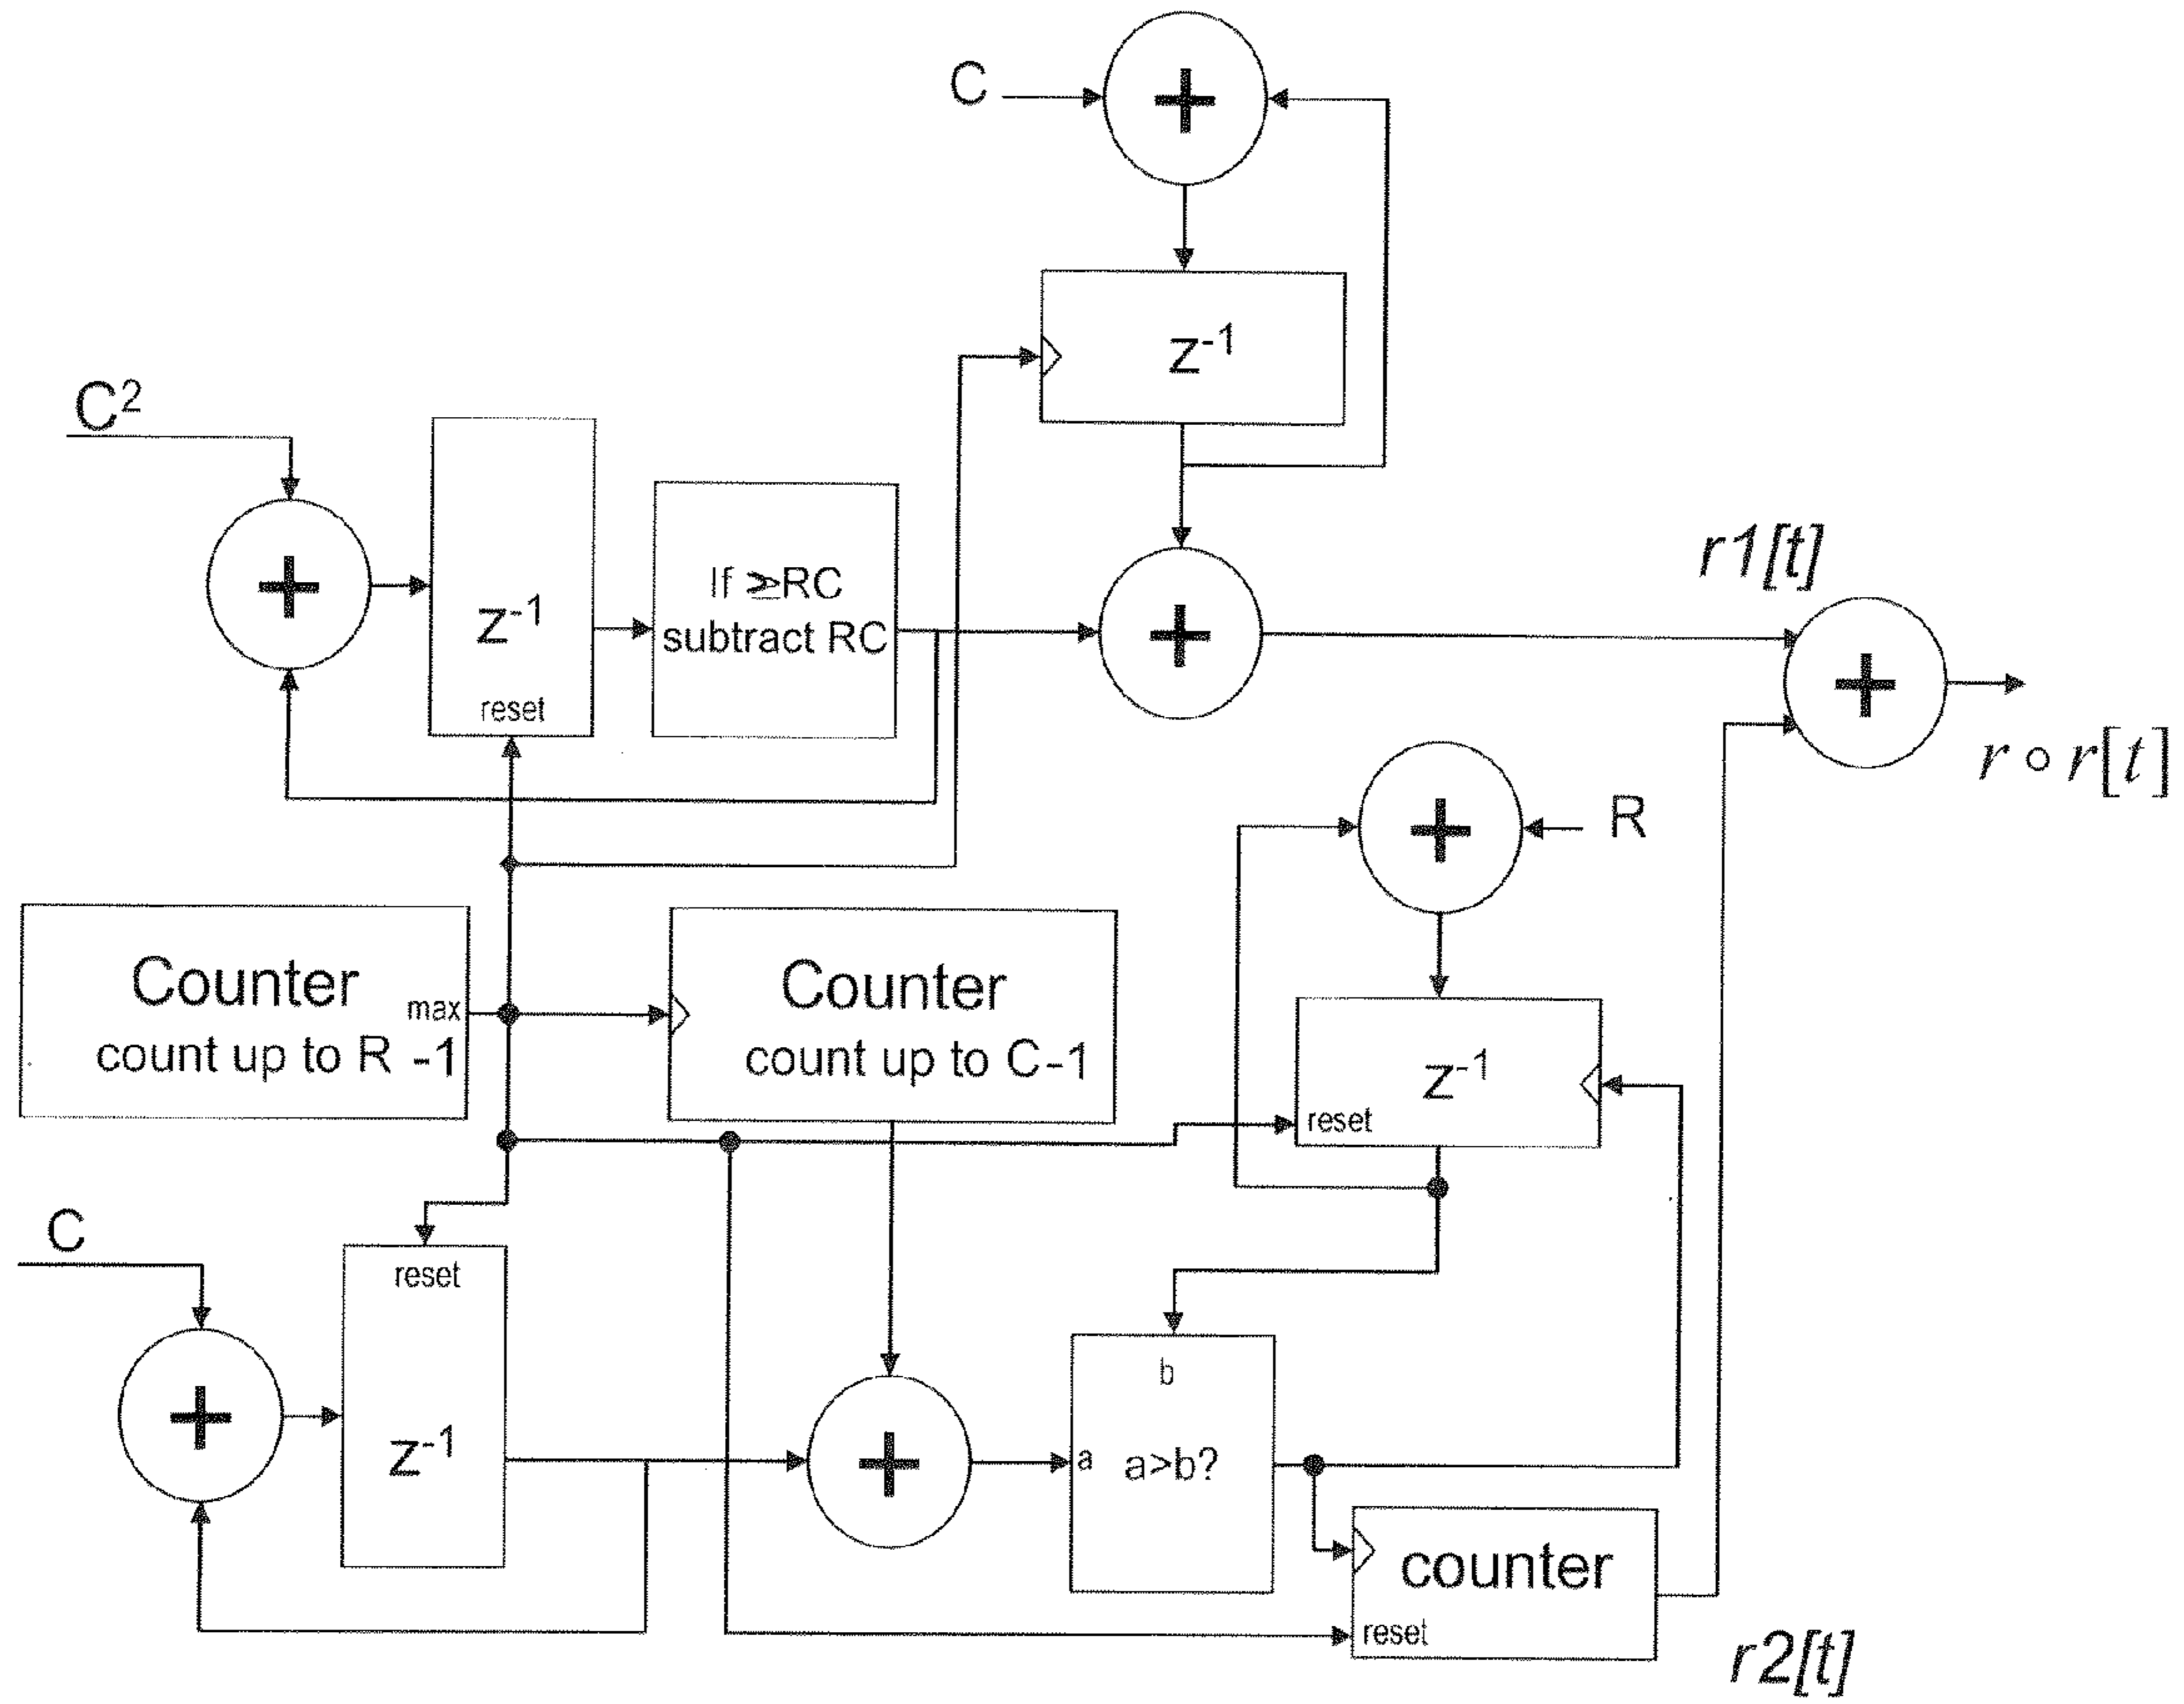 C
+
z⁻¹
C²
+
z⁻¹
reset
If ≥RC
subtract RC
+
r1[t]
+
r ∘ r[t]
+
R
Counter
max
count up to R -1
Counter
count up to C-1
z⁻¹
reset
C
reset
+
z⁻¹
+
b
a
a>b?
counter
reset
r2[t]